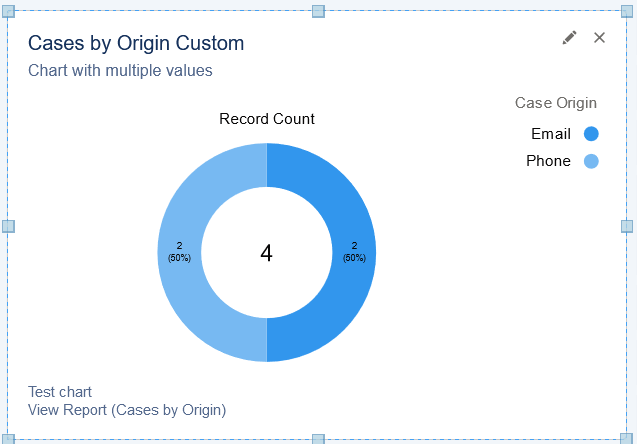 Cases by Origin Custom
Chart with multiple values
Case Origin
Record Count
Email
Phone
2
(50%)
4
2
(50%)
Test chart
View Report (Cases by Origin)